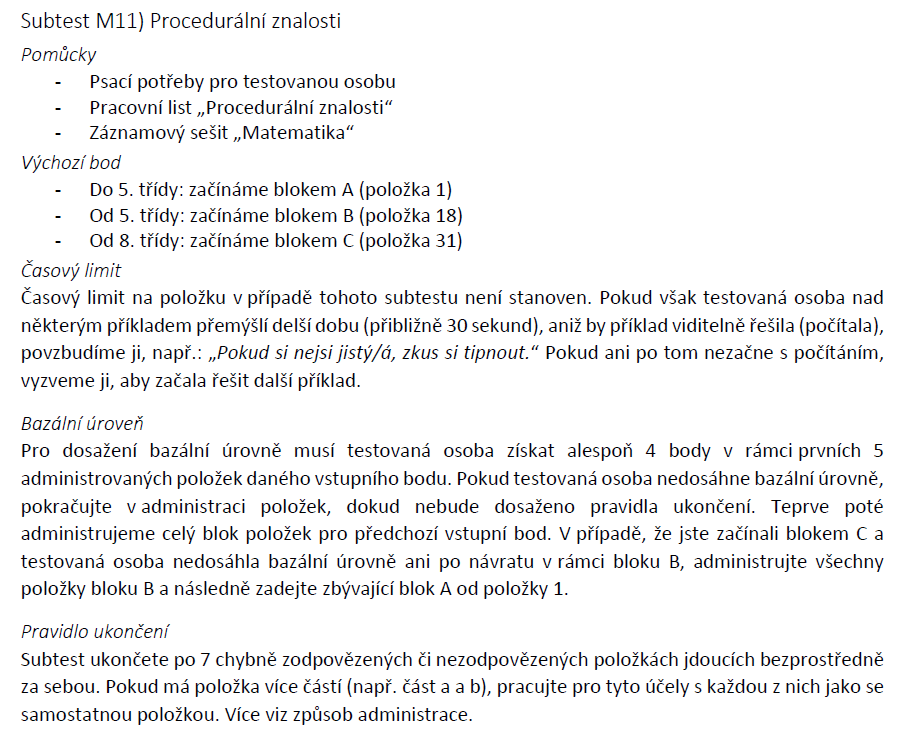 Subtest M11) Procedurální znalosti
Pomůcky
- Psací potřeby pro testovanou osobu
- Pracovní list „Procedurální znalosti“
- Záznamový sešit „Matematika“
Výchozí bod
- Do 5. třídy: začínáme blokem A (položka 1)
- Od 5. třídy: začínáme blokem B (položka 18)
- Od 8. třídy: začínáme blokem C (položka 31)
Časový limit
Časový limit na položku v případě tohoto subtestu není stanoven. Pokud však testovaná osoba nad
některým příkladem přemýšlí delší dobu (přibližně 30 sekund), aniž by příklad viditelně řešila (počítala),
povzbudíme ji, např.: „Pokud si nejsi jistý/á, zkus si tipnout.“ Pokud ani po tom nezačne s počítáním,
vyzveme ji, aby začala řešit další příklad.
Bazální úroveň
Pro dosažení bazální úrovně musí testovaná osoba získat alespoň 4 body v rámci prvních 5
administrovaných položek daného vstupního bodu. Pokud testovaná osoba nedosáhne bazální úrovně,
pokračujte v administraci položek, dokud nebude dosaženo pravidla ukončení. Teprve poté
administrujeme celý blok položek pro předchozí vstupní bod. V případě, že jste začínali blokem C a
testovaná osoba nedosáhla bazální úrovně ani po návratu v rámci bloku B, administrujte všechny
položky bloku B a následně zadejte zbývající blok A od položky 1.
Pravidlo ukončení
Subtest ukončete po 7 chybně zodpovězených či nezodpovězených položkách jdoucích bezprostředně
za sebou. Pokud má položka více částí (např. část a a b), pracujte pro tyto účely s každou z nich jako se
samostatnou položkou. Více viz způsob administrace.